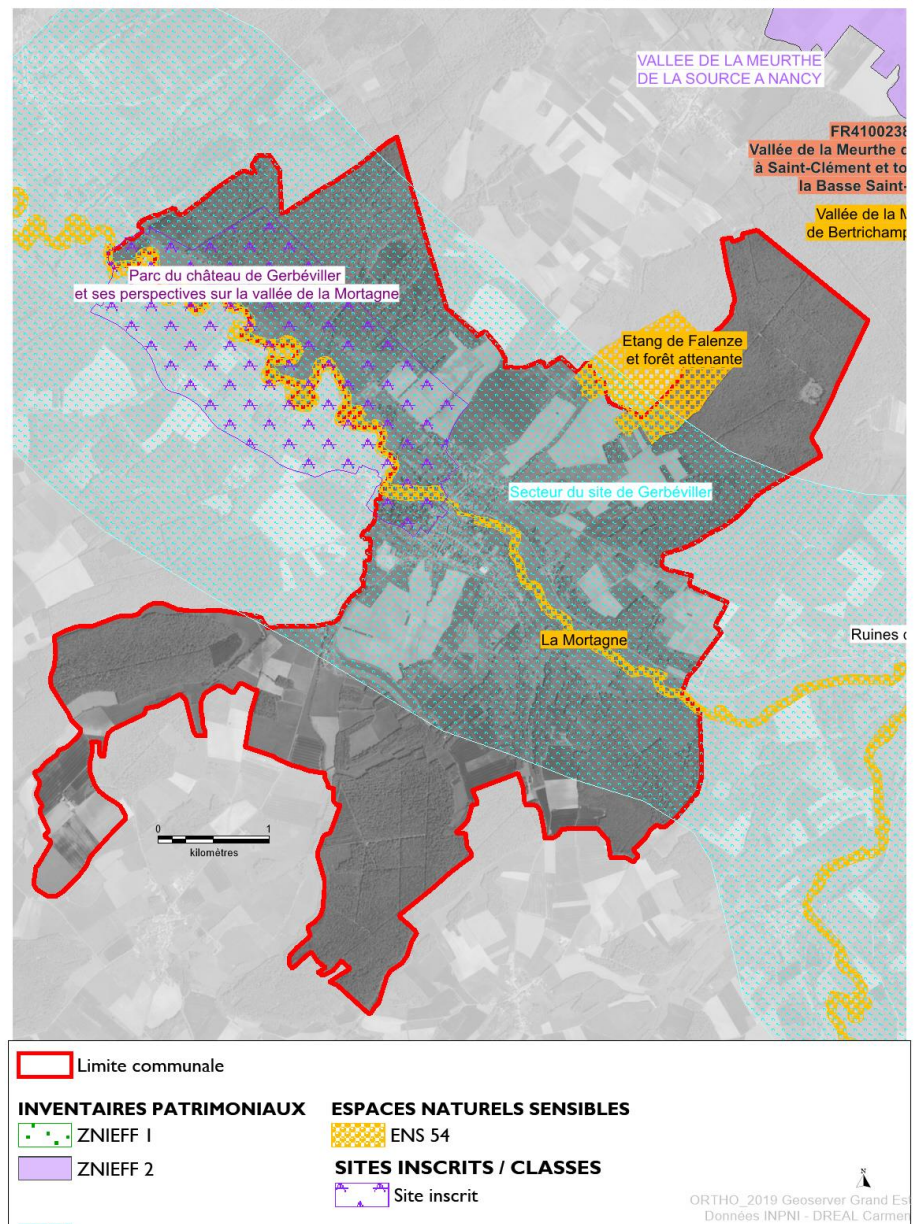 VALLEE DE LA MEURTHE
DE LA SOURCE A NANCY
FR4100238
Vallée de la Meurthe
à Saint-Clément et to
la Basse Saint-
Vallée de la M
de Bertrichamp
Parc du château de Gerbéviller
et ses perspectives sur la vallée de la Mortagne
Etang de Falenze
et forêt attenante
Secteur du site de Gerbéviller
La Mortagne
Ruines
0 1
kilomètres
Limite communale
INVENTAIRES PATRIMONIAUX
ZNIEFF 1
ZNIEFF 2
ESPACES NATURELS SENSIBLES
ENS 54
SITES INSCRITS / CLASSES
Site inscrit
N
ORTHO_2019 Geoserver Grand Es
Données INPNI - DREAL Carmen